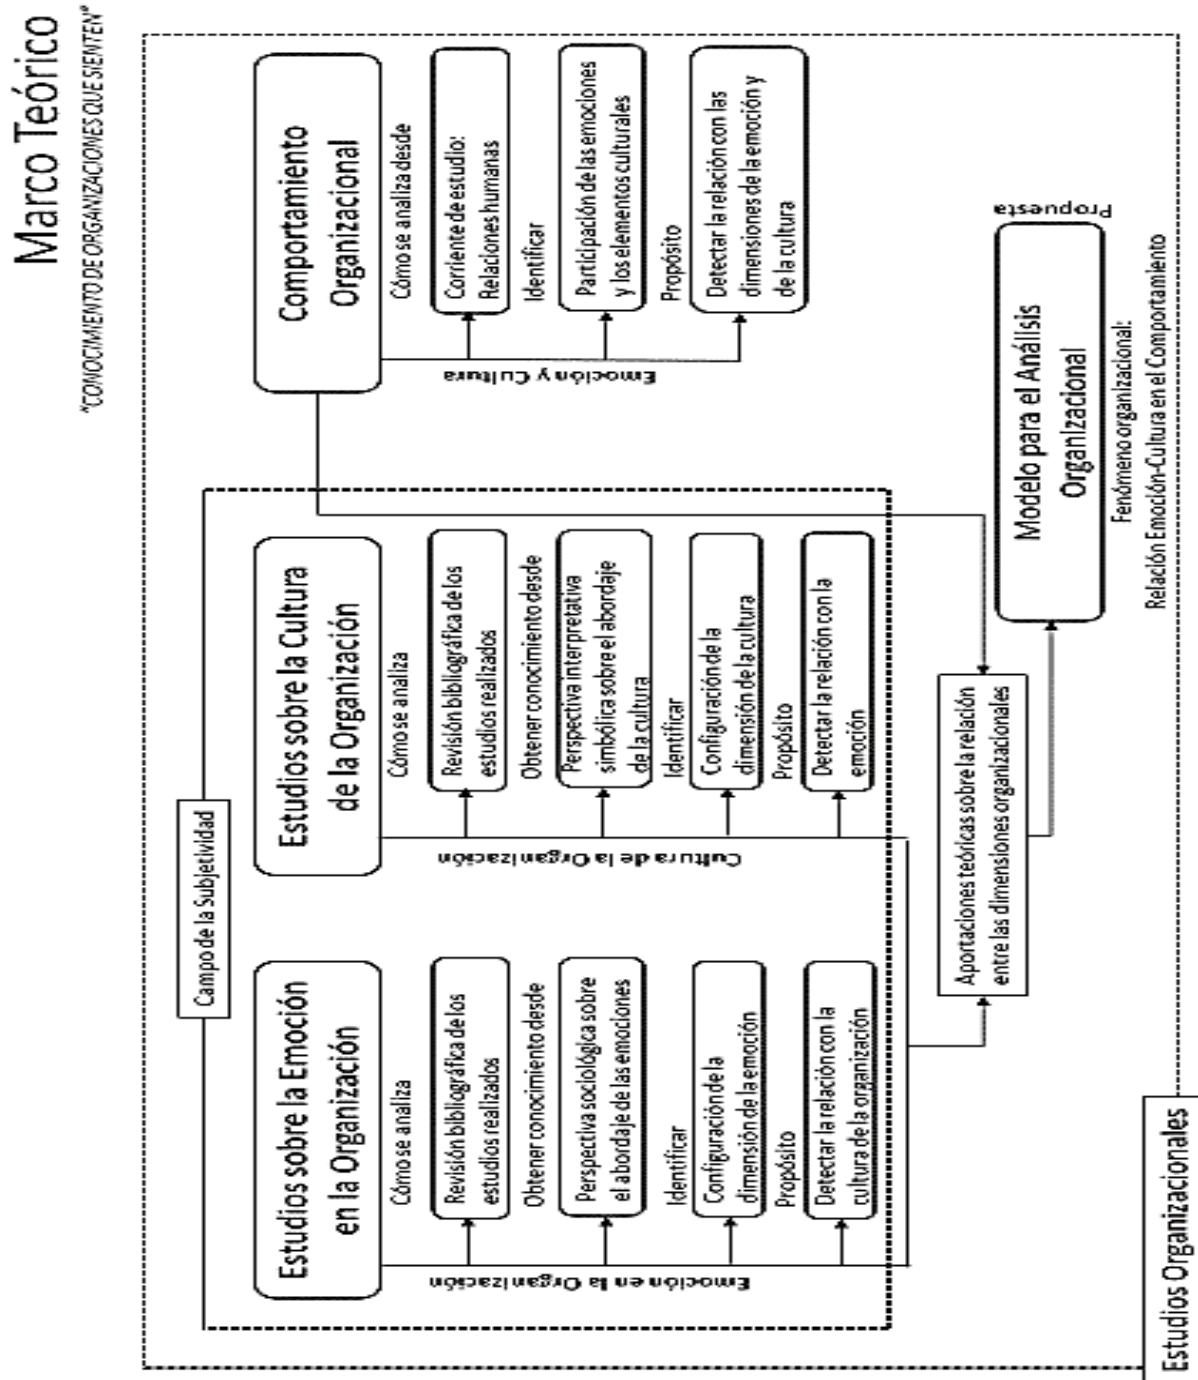 Marco Teórico
"CONOCIMIENTO DE ORGANIZACIONES QUE SIENTEN"
Campo de la Subjetividad
Estudios sobre la Emoción
en la Organización
Cómo se analiza
Revisión bibliográfica de los
estudios realizados
Obtener conocimiento desde
Perspectiva sociológica sobre
el abordaje de las emociones
Identificar
Configuración de la
dimensión de la emoción
Propósito
Detectar la relación con la
cultura de la organización
Emoción en la Organización
Estudios sobre la Cultura
de la Organización
Cómo se analiza
Revisión bibliográfica de los
estudios realizados
Obtener conocimiento desde
Perspectiva interpretativa
simbólica sobre el abordaje
de la cultura
Identificar
Configuración de la
dimensión de la cultura
Propósito
Detectar la relación con la
emoción
Cultura de la Organización
Comportamiento
Organizacional
Cómo se analiza desde
Corriente de estudio:
Relaciones humanas
Identificar
Participación de las emociones
y los elementos culturales
Propósito
Detectar la relación con las
dimensiones de la emoción y
de la cultura
Emoción y Cultura
Aportaciones teóricas sobre la relación
entre las dimensiones organizacionales
Modelo para el Análisis
Organizacional
Propuesta
Fenómeno organizacional:
Relación Emoción-Cultura en el Comportamiento
Estudios Organizacionales